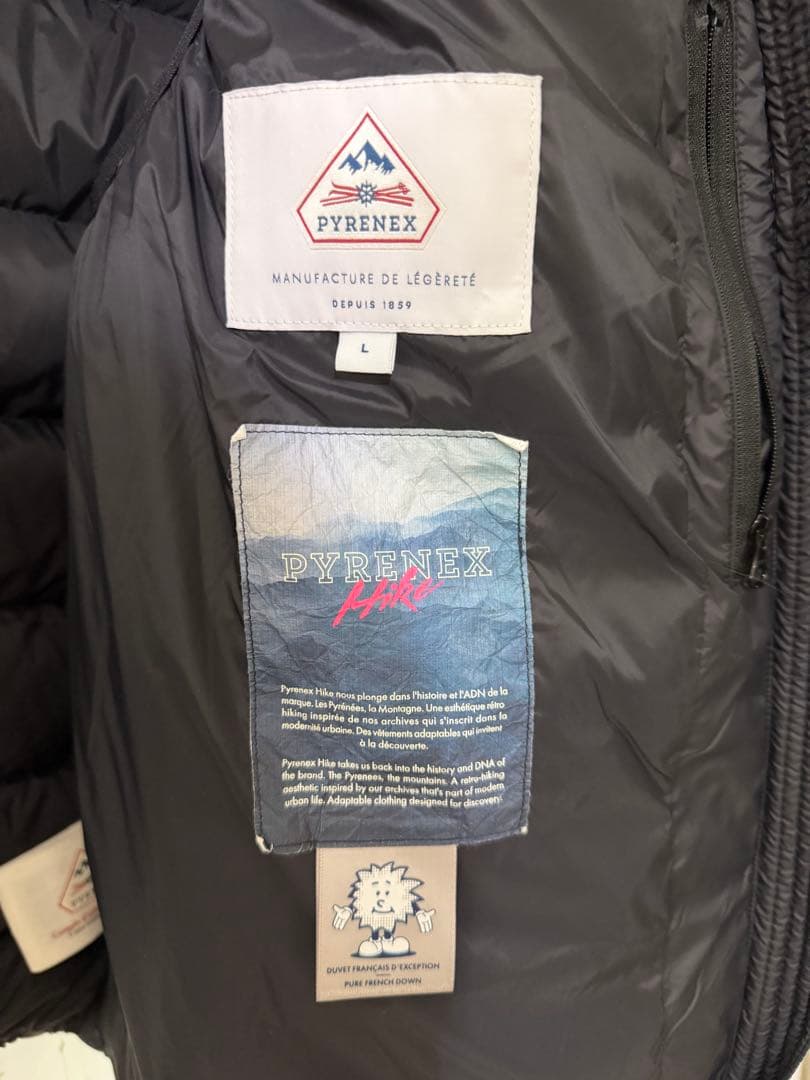 PYRENEX
MANUFACTURE DE LÉGÈRETÉ
DEPUIS 1859
L
PYRENEX
Hike
Pyrenex Hike nous plonge dans l'histoire et l'ADN de la
marque. Les Pyrénées, la Montagne. Une esthétique rétro
hiking inspirée de nos archives qui s'inscrit dans la
modernité urbaine. Des vêtements adaptables qui invitent
à la découverte.
Pyrenex Hike takes us back into the history and DNA of
the brand. The Pyrenees, the mountains. A retro-hiking
aesthetic inspired by our archives that's part of modern
urban life. Adaptable clothing designed for discovery.
DUVET FRANÇAIS D'EXCEPTION
PURE FRENCH DOWN